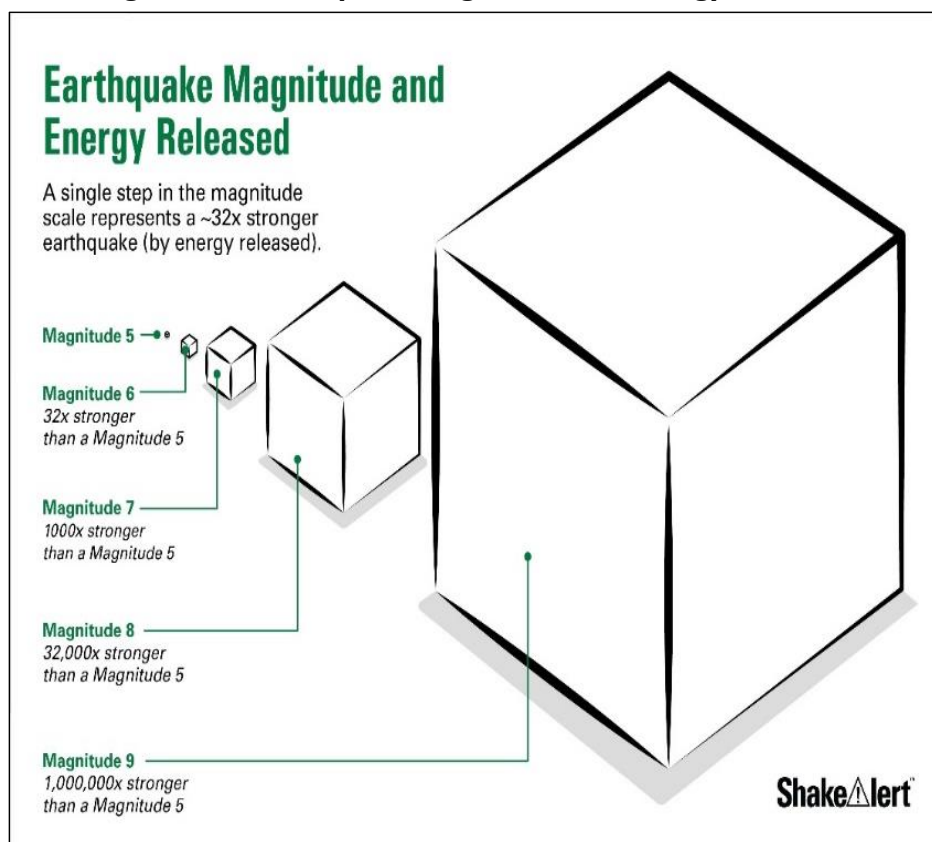 Earthquake Magnitude and
Energy Released
A single step in the magnitude
scale represents a ~32x stronger
earthquake (by energy released).
Magnitude 5
Magnitude 6
32x stronger
than a Magnitude 5
Magnitude 7
1000x stronger
than a Magnitude 5
Magnitude 8
32,000x stronger
than a Magnitude 5
Magnitude 9
1,000,000x stronger
than a Magnitude 5
ShakeAlert™